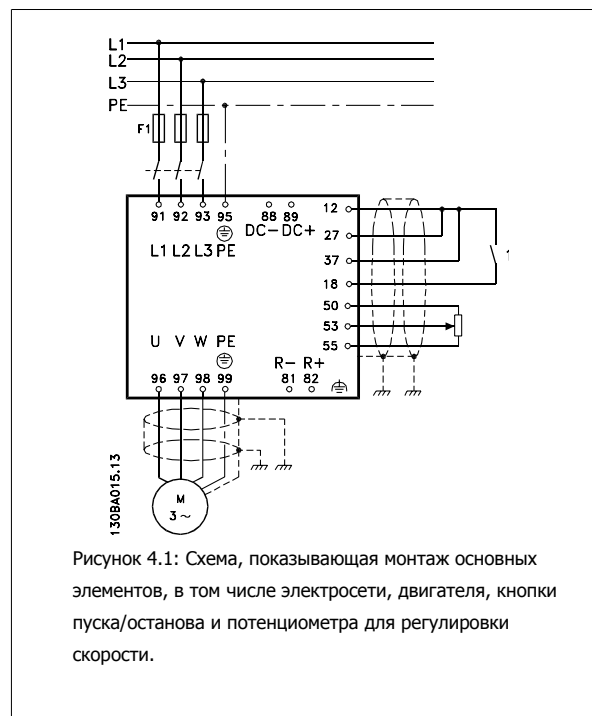 L1
L2
L3
PE
F1
91 92 93 95 88 89
DC- DC+
L1 L2 L3 PE
12
27
37
18
50
53
55
U V W PE
R- R+
96 97 98 99 81 82
M
3~
130BA015.13
Рисунок 4.1: Схема, показывающая монтаж основных
элементов, в том числе электросети, двигателя, кнопки
пуска/останова и потенциометра для регулировки
скорости.